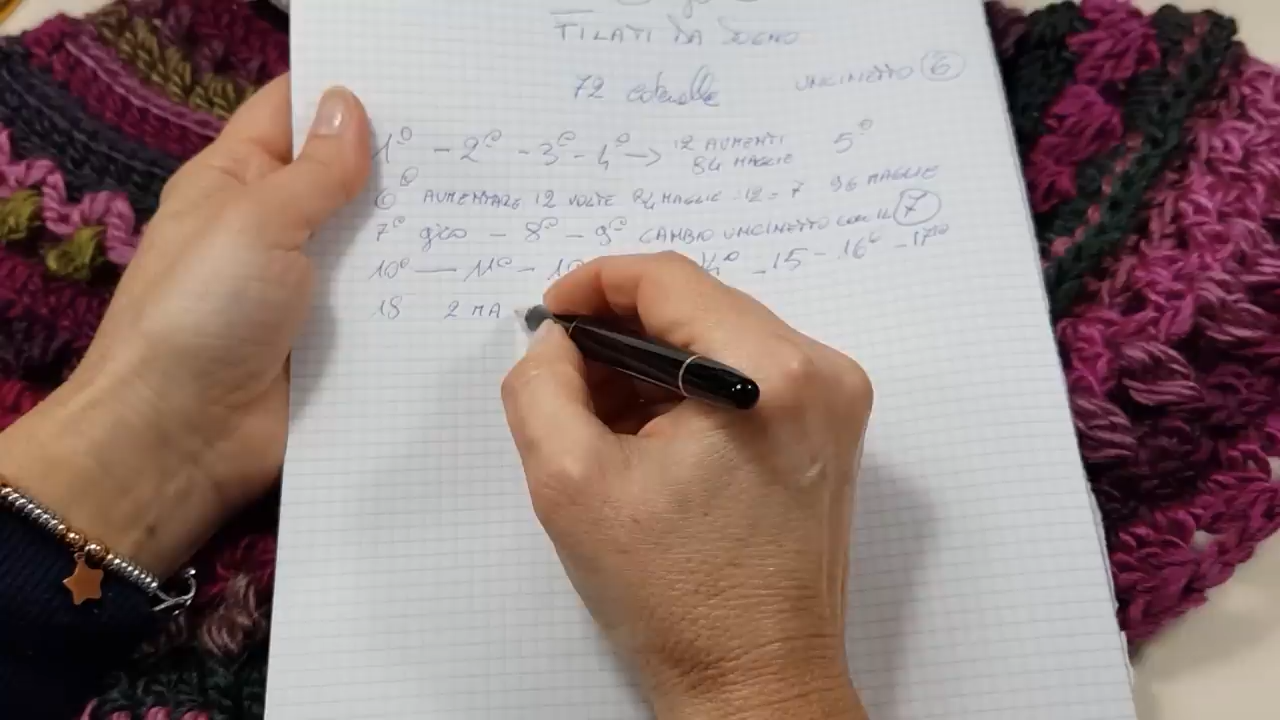 TILATI DA SOGNO
72 catenelle UNCINETTO 6
1° - 2° - 3° - 4° → 12 AUMENTI 5°
84 MAGLIE
6° AUMENTARE 12 VOLTE 84 MAGLIE : 12 = 7 96 MAGLIE
7° giro - 8° - 9° CAMBIO UNCINETTO CON IL 7
10° - 11° - 4° - 15 - 16° - 17°
18 2 MA